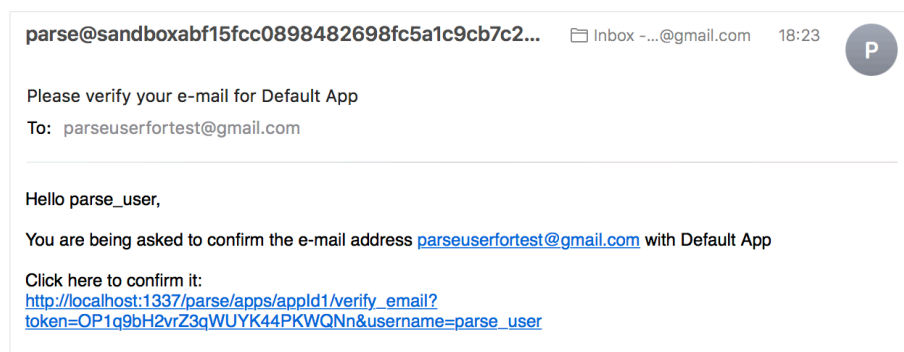 parse@sandboxabf15fcc0898482698fc5a1c9cb7c2... Inbox -...@gmail.com 18:23
P
Please verify your e-mail for Default App
To: parseuserfortest@gmail.com
Hello parse_user,
You are being asked to confirm the e-mail address parseuserfortest@gmail.com with Default App
Click here to confirm it:
http://localhost:1337/parse/apps/appId1/verify_email?
token=OP1q9bH2vrZ3qWUYK44PKWQNn&username=parse_user